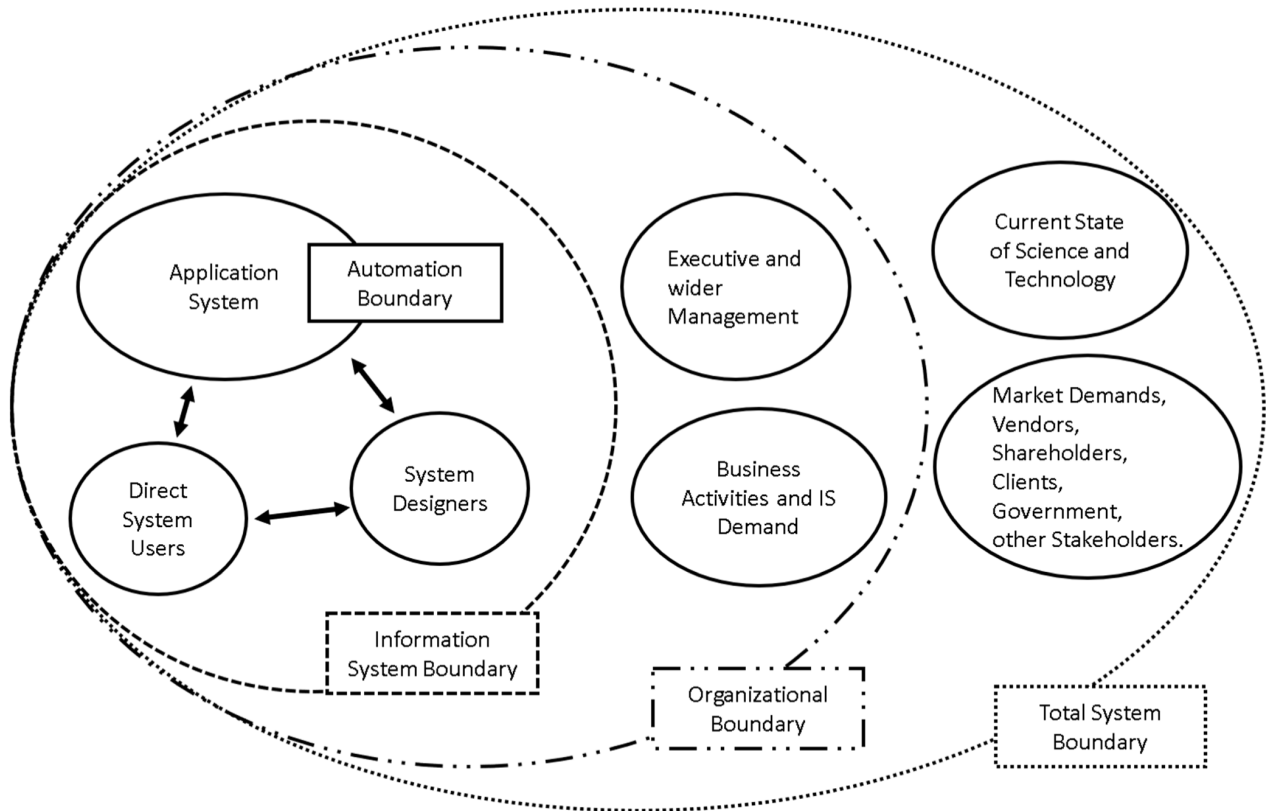 Application
System
Automation
Boundary
Direct
System
Users
System
Designers
Information
System Boundary
Executive and
wider
Management
Business
Activities and IS
Demand
Organizational
Boundary
Current State
of Science and
Technology
Market Demands,
Vendors,
Shareholders,
Clients,
Government,
other Stakeholders.
Total System
Boundary